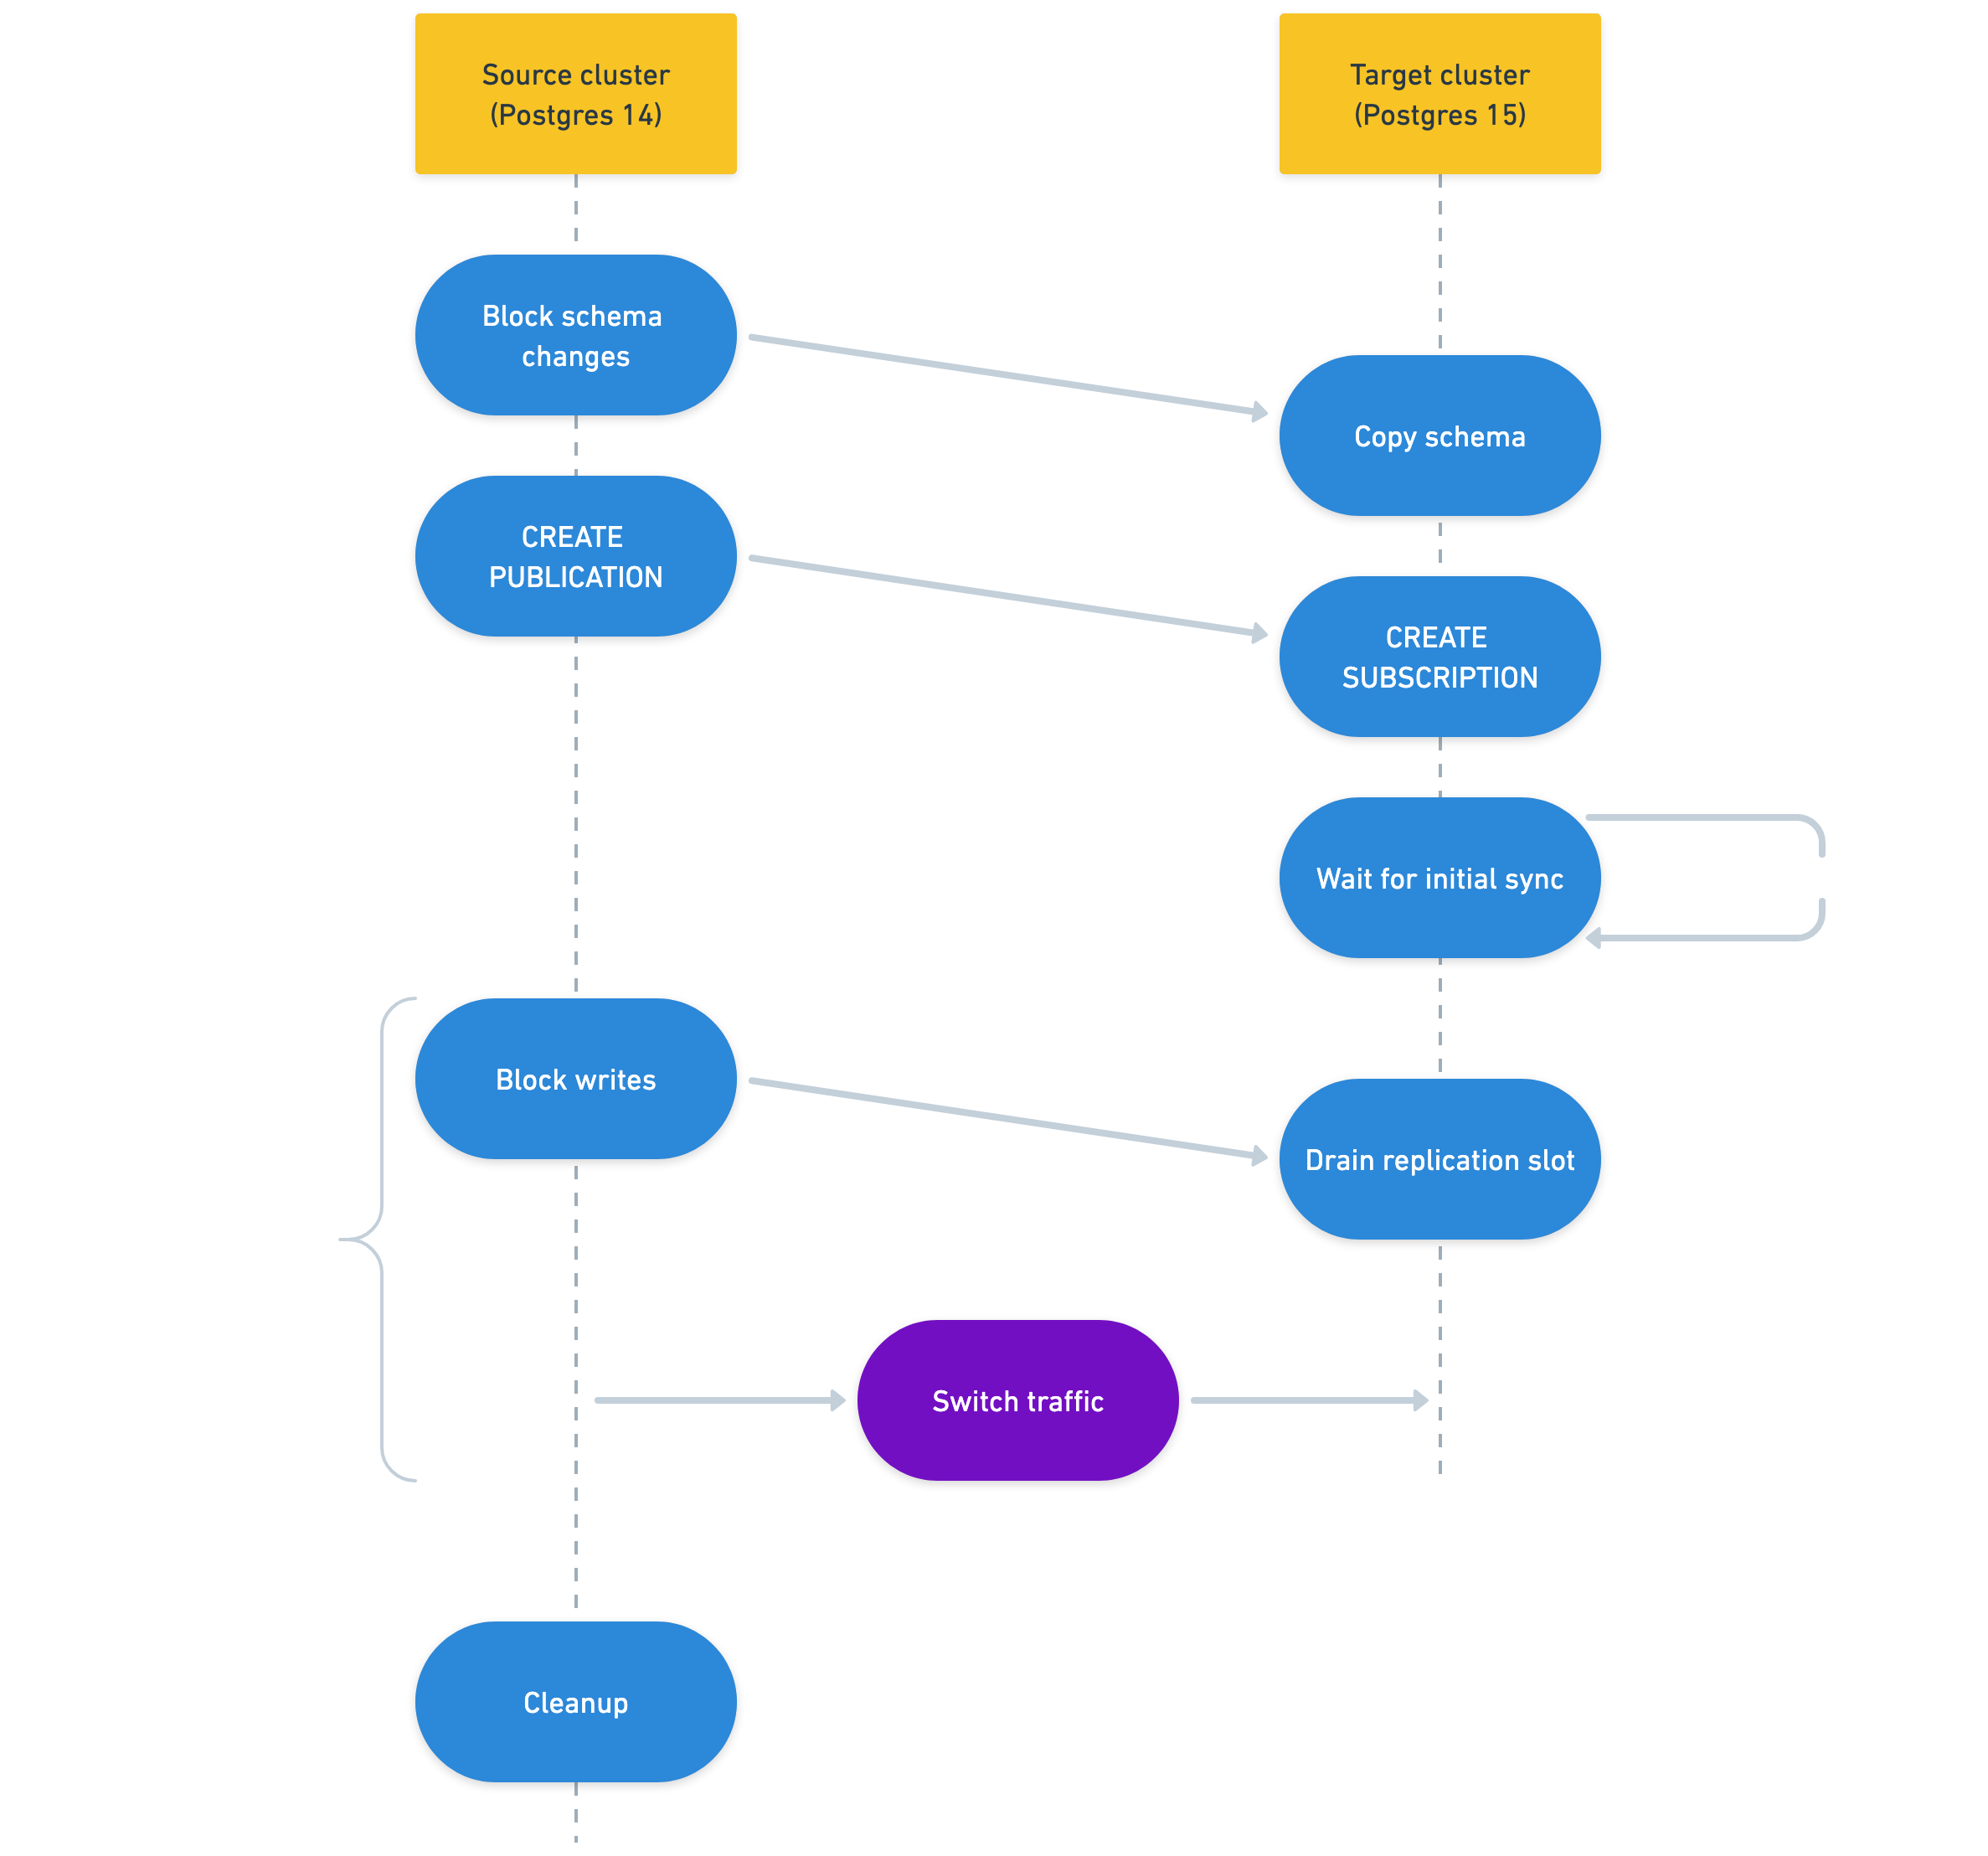 Source cluster
(Postgres 14)
Target cluster
(Postgres 15)
Block schema
changes
Copy schema
CREATE
PUBLICATION
CREATE
SUBSCRIPTION
Wait for initial sync
Block writes
Drain replication slot
Switch traffic
Cleanup